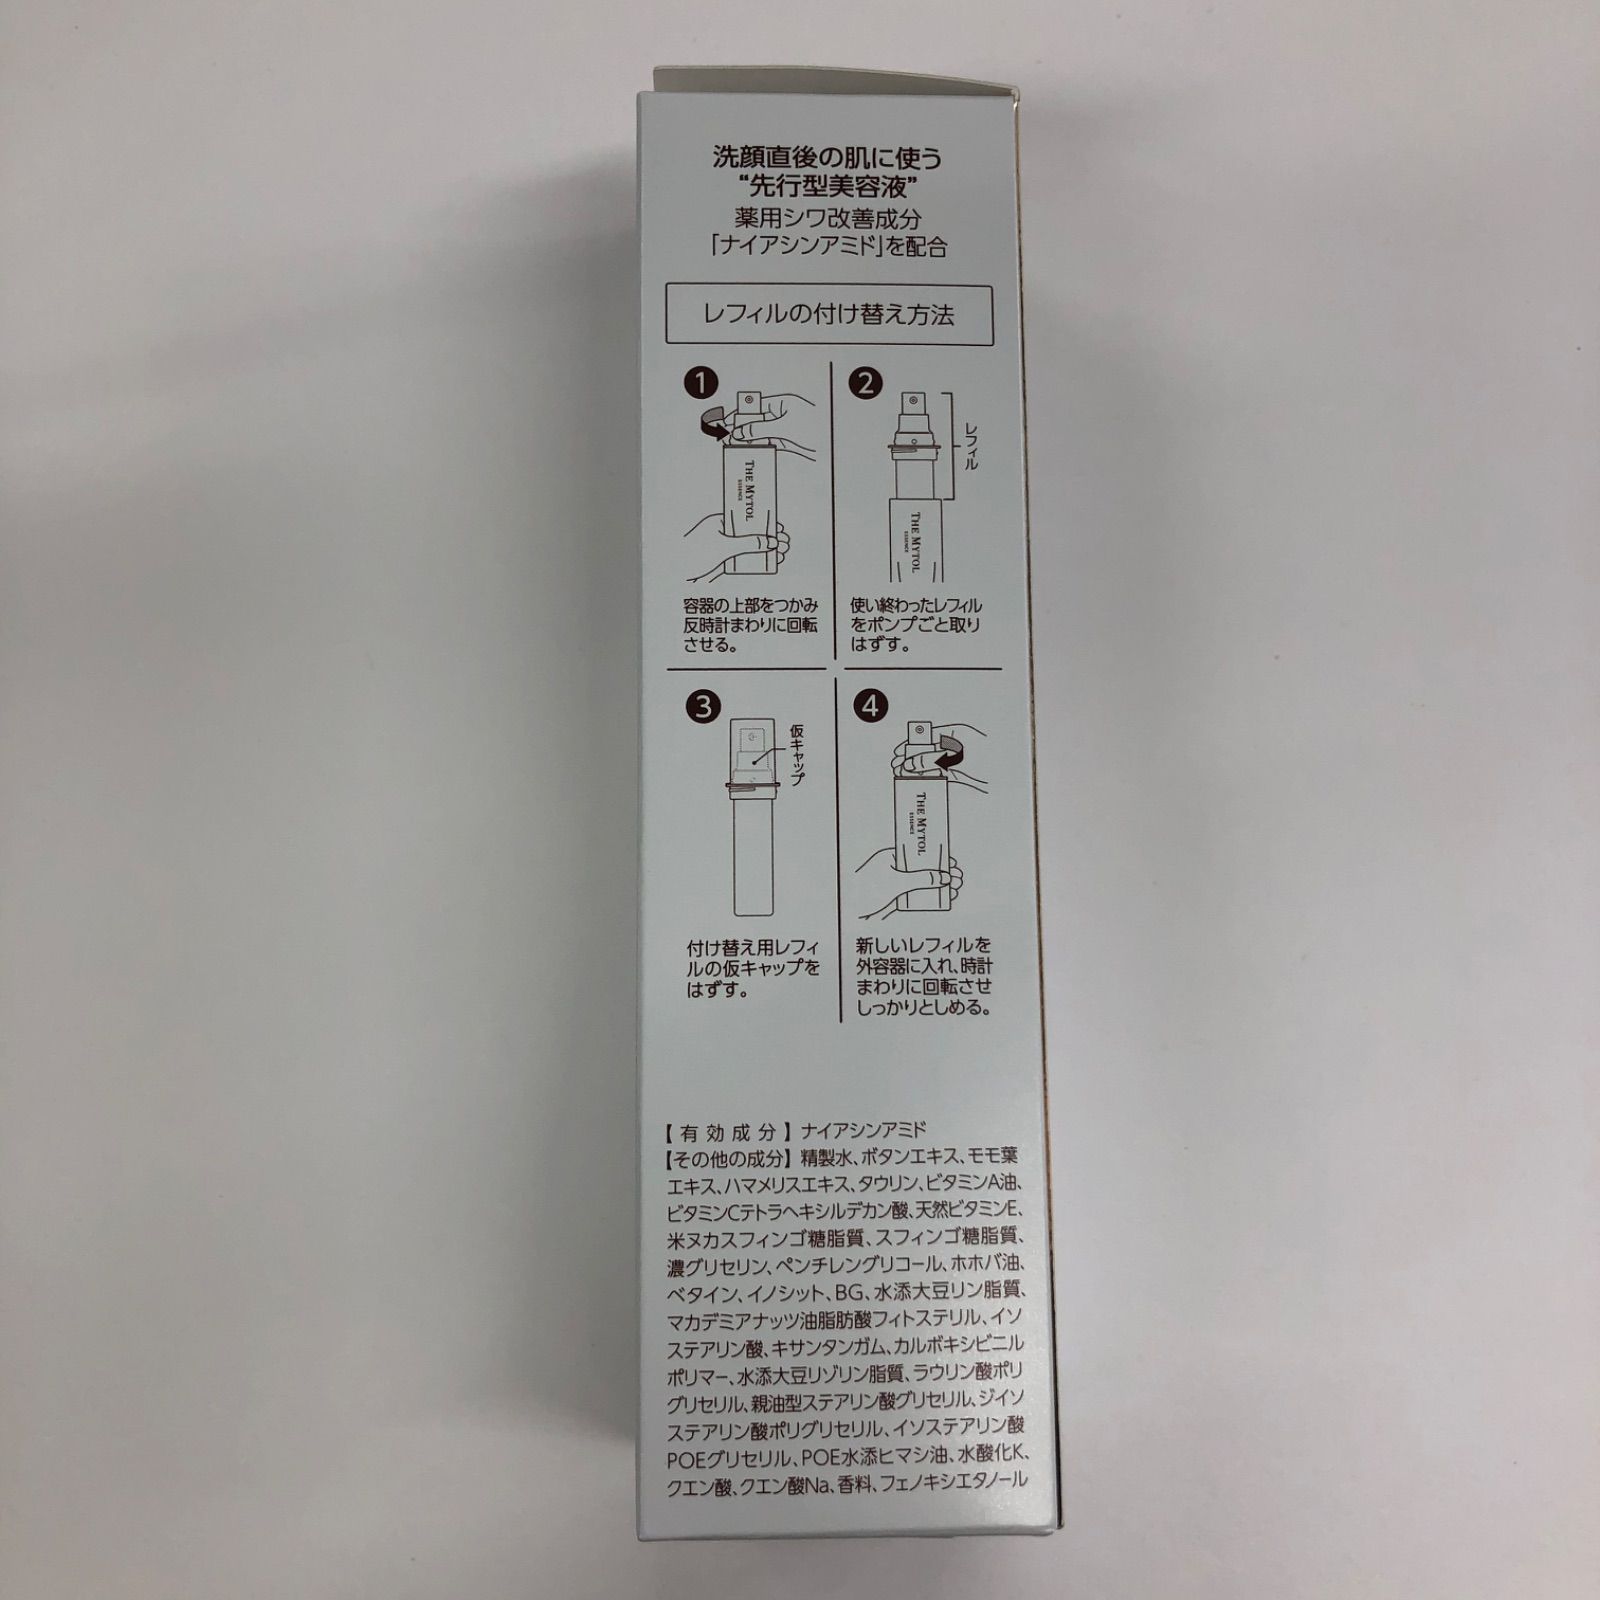 洗顔直後の肌に使う
“先行型美容液”
薬用シワ改善成分
「ナイアシンアミド」を配合
レフィルの付け替え方法
1
THE MYTOL
ESSENCE
容器の上部をつかみ
反時計まわりに回転
させる。
2
レフィル
THE MYTOL
ESSENCE
使い終わったレフィル
をポンプごと取り
はずす。
3
仮キャップ
付け替え用レフィ
ルの仮キャップを
はずす。
4
THE MYTOL
ESSENCE
新しいレフィルを
外容器に入れ、時計
まわりに回転させ
しっかりとしめる。
【有効成分】ナイアシンアミド
【その他の成分】精製水、ボタンエキス、モモ葉
エキス、ハマメリスエキス、タウリン、ビタミンA油、
ビタミンCテトラヘキシルデカン酸、天然ビタミンE、
米ヌカスフィンゴ糖脂質、スフィンゴ糖脂質、
濃グリセリン、ペンチレングリコール、ホホバ油、
ベタイン、イノシット、BG、水添大豆リン脂質、
マカデミアナッツ油脂肪酸フィトステリル、イソ
ステアリン酸、キサンタンガム、カルボキシビニル
ポリマー、水添大豆リゾリン脂質、ラウリン酸ポリ
グリセリル、親油型ステアリン酸グリセリル、ジイソ
ステアリン酸ポリグリセリル、イソステアリン酸
POEグリセリル、POE水添ヒマシ油、水酸化K、
クエン酸、クエン酸Na、香料、フェノキシエタノール